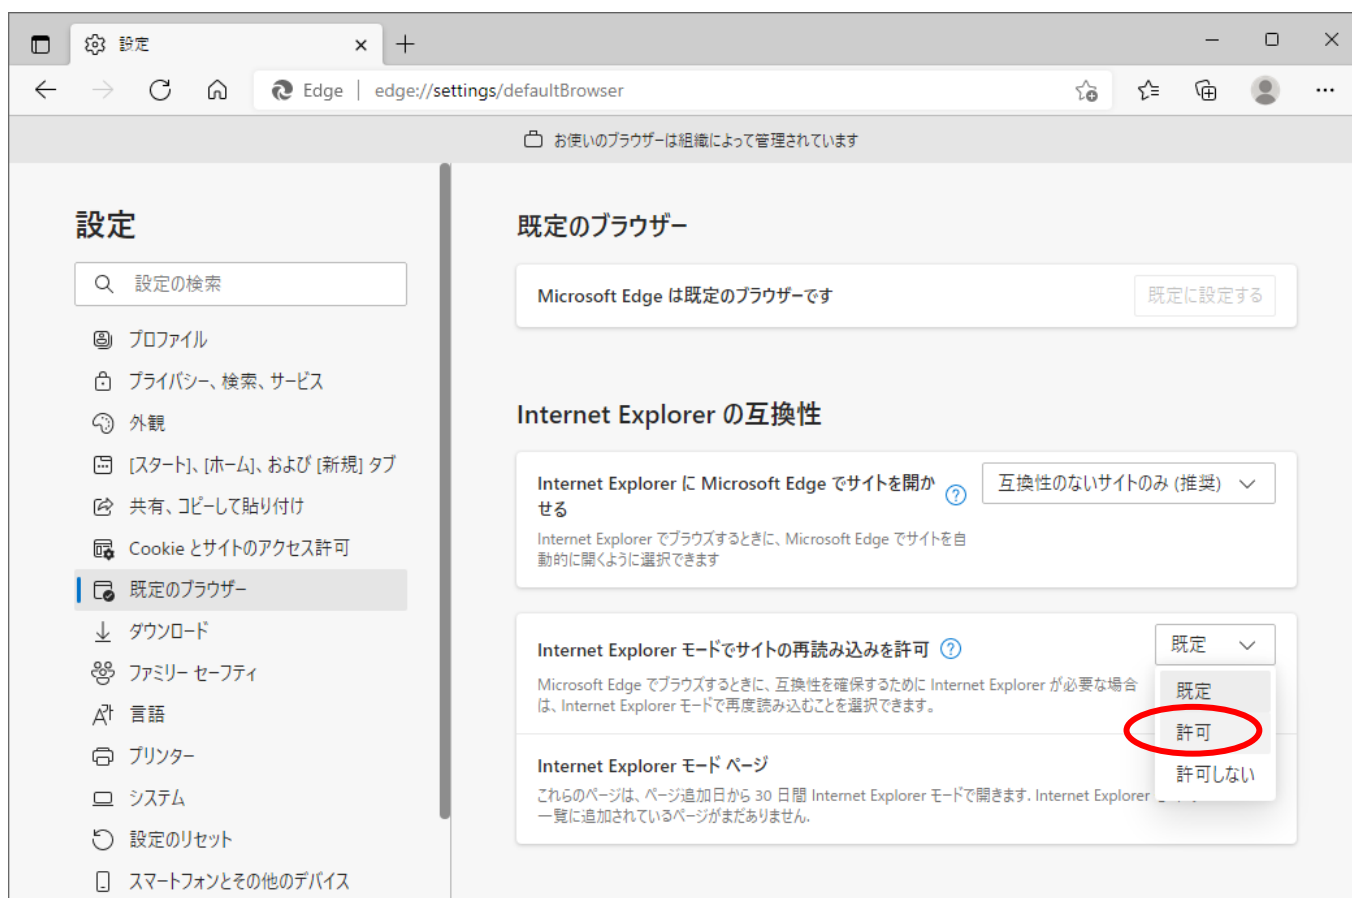 設定
Edge
edge://settings/defaultBrowser
お使いのブラウザーは組織によって管理されています
設定
設定の検索
プロファイル
プライバシー、検索、サービス
外観
[スタート]、[ホーム]、および [新規] タブ
共有、コピーして貼り付け
Cookie とサイトのアクセス許可
既定のブラウザー
ダウンロード
ファミリー セーフティ
言語
プリンター
システム
設定のリセット
スマートフォンとその他のデバイス
既定のブラウザー
Microsoft Edge は既定のブラウザーです
既定に設定する
Internet Explorer の互換性
Internet Explorer に Microsoft Edge でサイトを開か
せる
互換性のないサイトのみ (推奨)
Internet Explorer でブラウズするときに、Microsoft Edge でサイトを自
動的に開くように選択できます
Internet Explorer モードでサイトの再読み込みを許可
既定
Microsoft Edge でブラウズするときに、互換性を確保するために Internet Explorer が必要な場合
は、Internet Explorer モードで再度読み込むことを選択できます。
既定
許可
許可しない
Internet Explorer モード ページ
これらのページは、ページ追加日から 30 日間 Internet Explorer モードで開きます. Internet Explorer
一覧に追加されているページがまだありません.